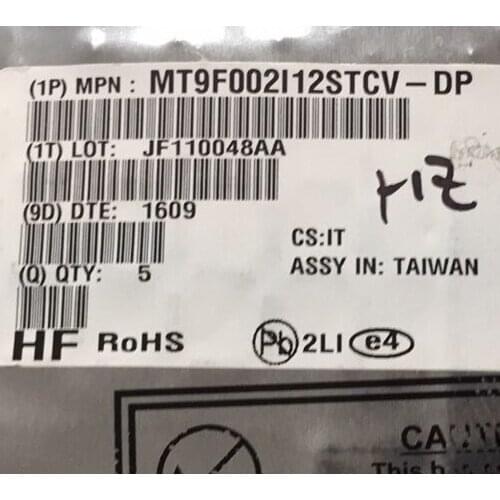 (1P) MPN : MT9F002I12STCV-DP
(1T) LOT: JF110048AA
(9D) DTE: 1609
CS:IT
(Q) QTY: 5
ASSY IN: TAIWAN
HF RoHS Pb 2LI e4
This